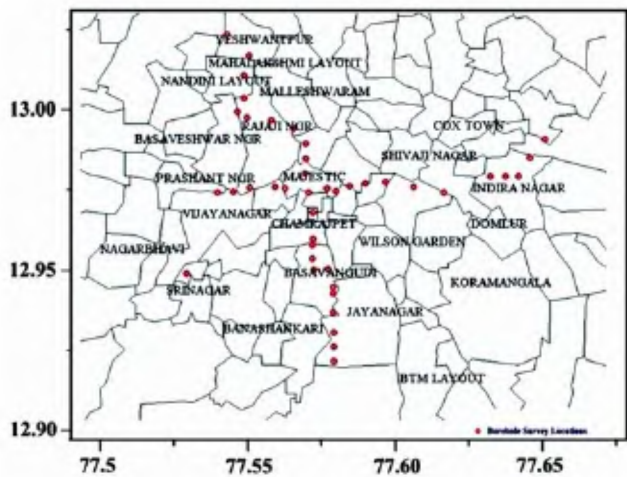 YESHWANTPUR
MAHALAKSHMI LAYOUT
NANDINI LAYOUT
MALLESHWARAM
13.00
COX TOWN
RAJAJI NGR
BASAVESHWAR NGR
SHIVAJI NAGAR
PRASHANT NGR
MAJESTIC
INDIRA NAGAR
VIJAYANAGAR
CHAMRAJPET
DOMLUR
WILSON GARDEN
NAGARBHAVI
12.95
BASAVANGUDI
SRINAGAR
KORAMANGALA
JAYANAGAR
BANASHANKARI
BTM LAYOUT
12.90
Borehole Survey Locations
77.5 77.55 77.60 77.65